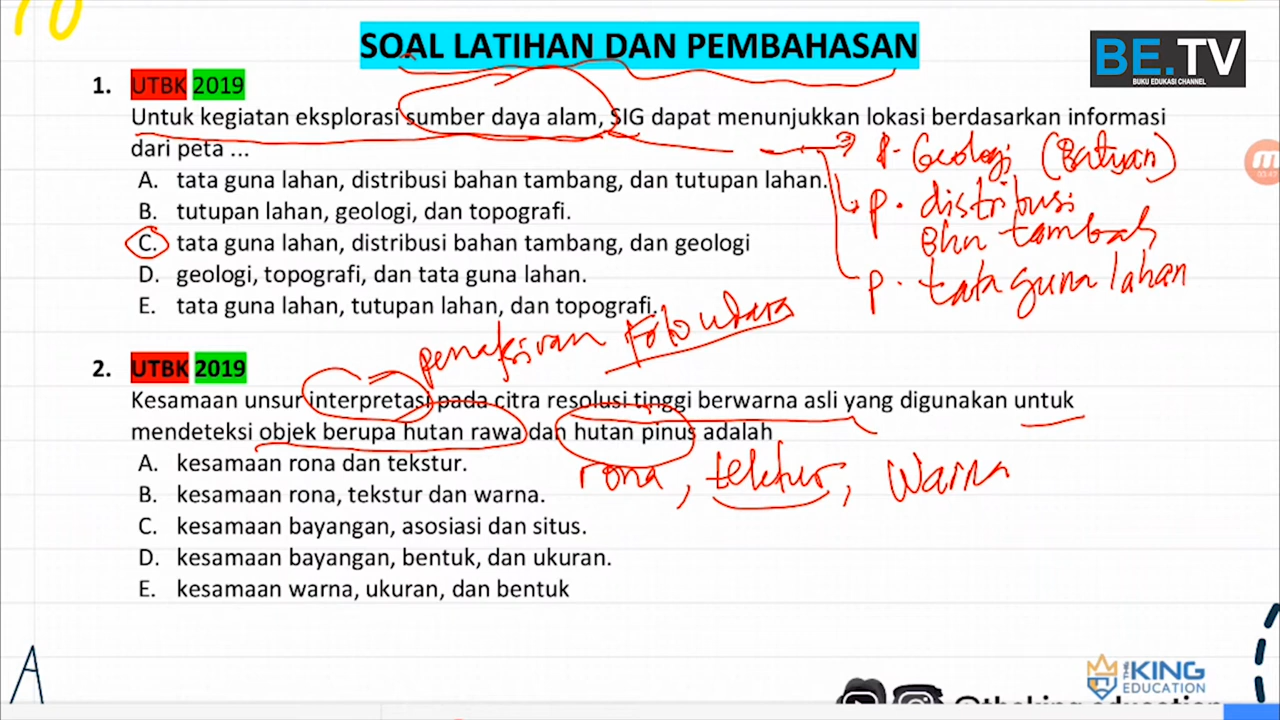 SOAL LATIHAN DAN PEMBAHASAN
BE.TV
BUKU EDUKASI CHANNEL
1. UTBK 2019
Untuk kegiatan eksplorasi sumber daya alam, SIG dapat menunjukkan lokasi berdasarkan informasi
dari peta ...
A. tata guna lahan, distribusi bahan tambang, dan tutupan lahan.
B. tutupan lahan, geologi, dan topografi.
C. tata guna lahan, distribusi bahan tambang, dan geologi
D. geologi, topografi, dan tata guna lahan.
E. tata guna lahan, tutupan lahan, dan topografi.
P. Geologi (Batuan)
P. distribusi
Bhn tambah
P. tata guna lahan
00:47
penaksiran foto udara
2. UTBK 2019
Kesamaan unsur interpretasi pada citra resolusi tinggi berwarna asli yang digunakan untuk
mendeteksi objek berupa hutan rawa dan hutan pinus adalah
A. kesamaan rona dan tekstur.
B. kesamaan rona, tekstur dan warna.
C. kesamaan bayangan, asosiasi dan situs.
D. kesamaan bayangan, bentuk, dan ukuran.
E. kesamaan warna, ukuran, dan bentuk
rona, tekstur, Warna
A
THE KING
EDUCATION